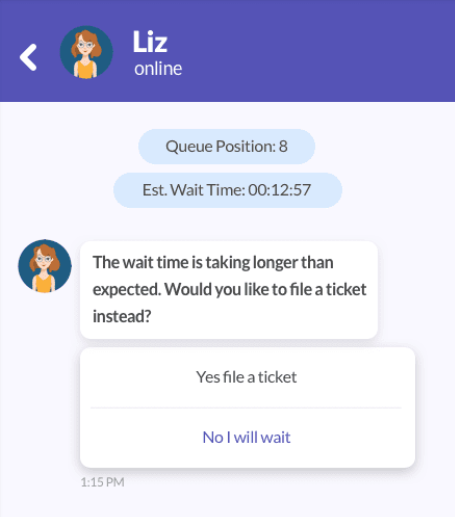 Liz
online
Queue Position: 8
Est. Wait Time: 00:12:57
The wait time is taking longer than
expected. Would you like to file a ticket
instead?
Yes file a ticket
No I will wait
1:15 PM